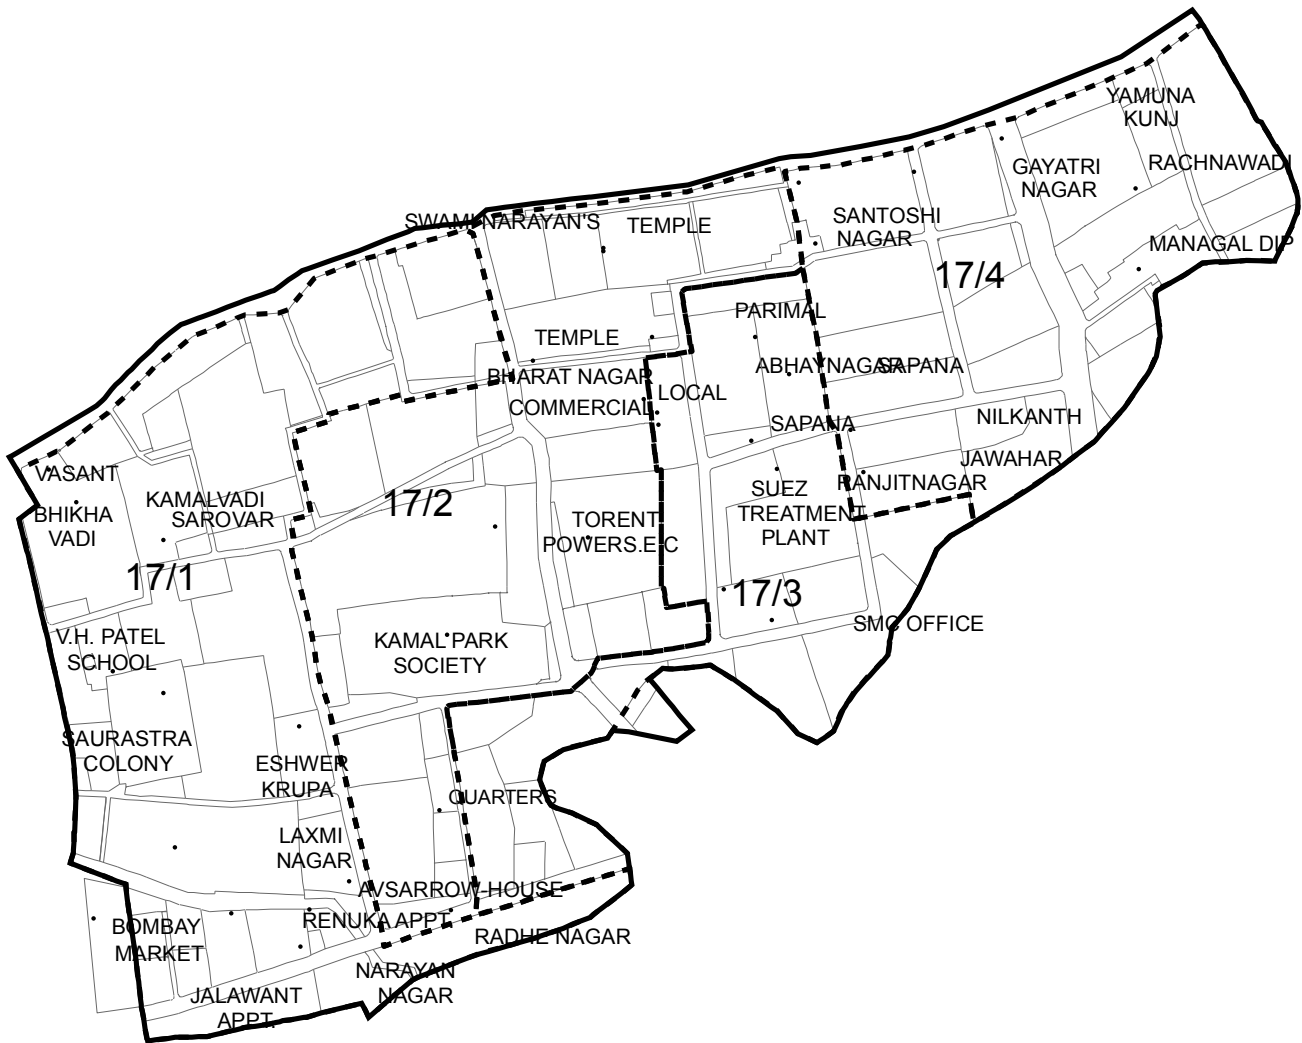 YAMUNA
KUNJ
GAYATRI
NAGAR
RACHNAWADI
SWAMI NARAYAN'S
TEMPLE
SANTOSHI
NAGAR
MANAGAL DIP
17/4
PARIMAL
TEMPLE
ABHAYNAGAR
SAPANA
BHARAT NAGAR
COMMERCIAL
LOCAL
SAPANA
NILKANTH
JAWAHAR
VASANT
RANJITNAGAR
BHIKHA
VADI
KAMALVADI
SAROVAR
17/2
SUEZ
TREATMENT
PLANT
TORENT
POWERS.E.C
17/1
17/3
V.H. PATEL
SCHOOL
KAMAL PARK
SOCIETY
SMC OFFICE
SAURASTRA
COLONY
ESHWER
KRUPA
QUARTERS
LAXMI
NAGAR
AVSARROW-HOUSE
RENUKA APPT.
BOMBAY
MARKET
RADHE NAGAR
NARAYAN
NAGAR
JALAWANT
APPT.